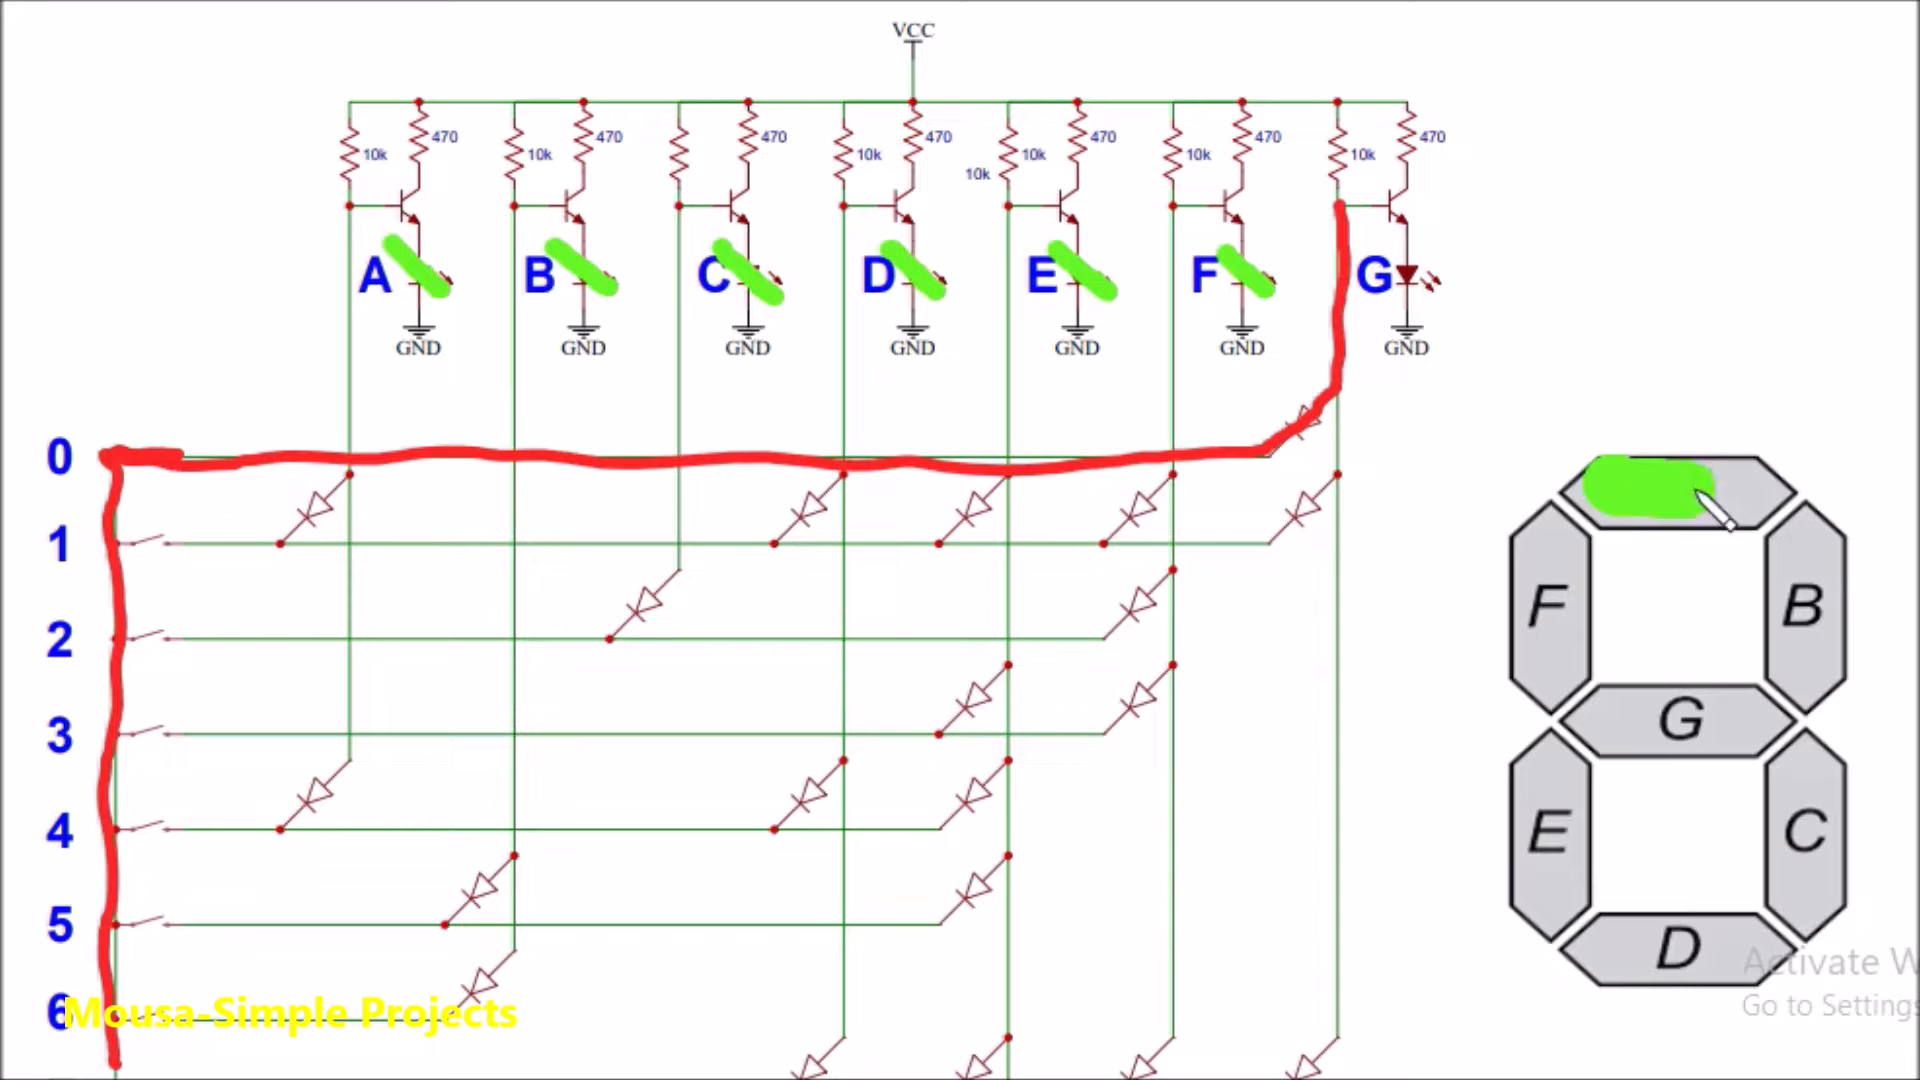 VCC
470 470 470 470 470 470 470
10k 10k 10k 10k 10k 10k
10k
A B C D E F G
GND GND GND GND GND GND GND
0
1
2
3
4
5
6
F B
G
E C
D
Mousa-Simple Projects
Activate W
Go to Settings